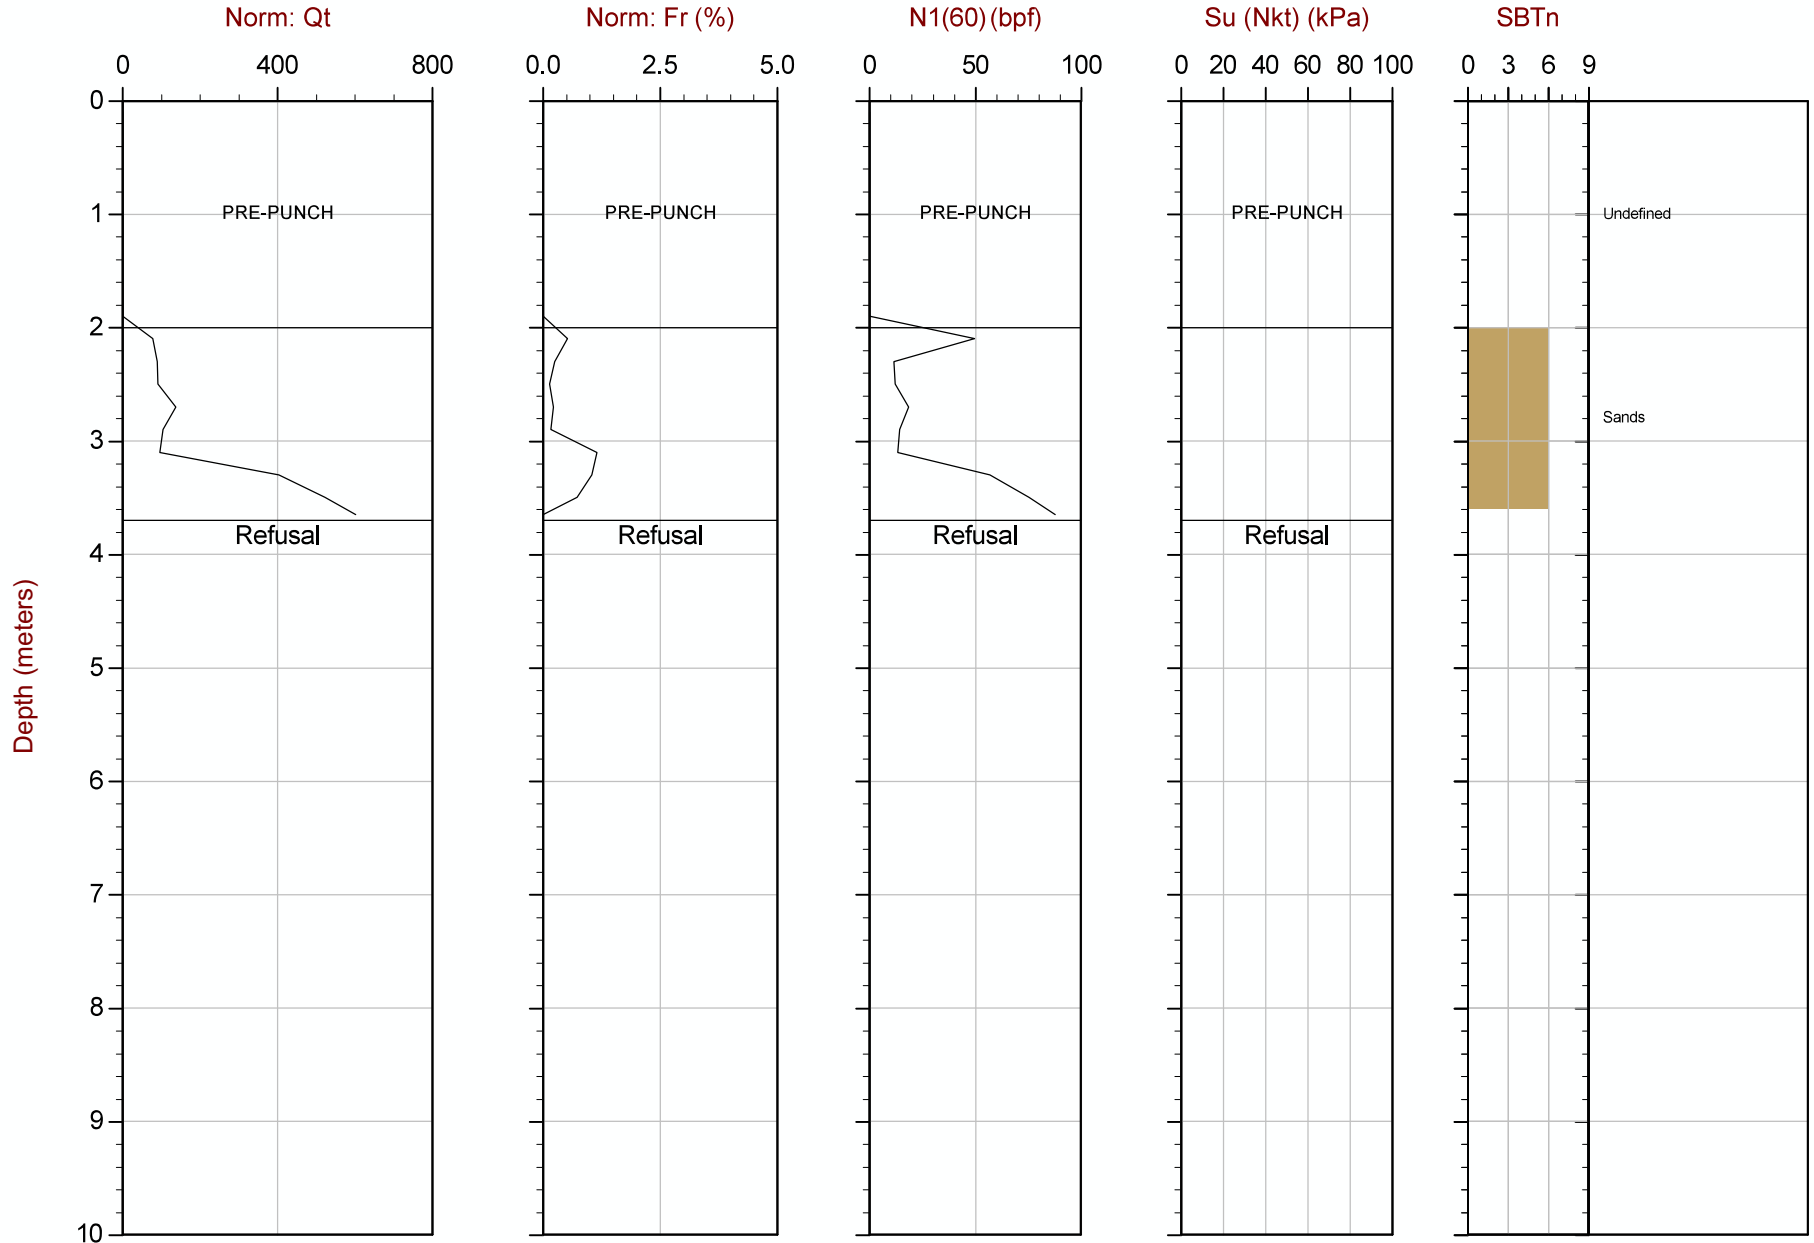 Norm: Qt Norm: Fr (%) N1(60) (bpf) Su (Nkt) (kPa) SBTn
0 400 800 0.0 2.5 5.0 0 50 100 0 20 40 60 80 100 0 3 6 9
0
1 PRE-PUNCH PRE-PUNCH PRE-PUNCH PRE-PUNCH Undefined
2
Sands
3
Refusal Refusal Refusal Refusal
4
5
Depth (meters)
6
7
8
9
10